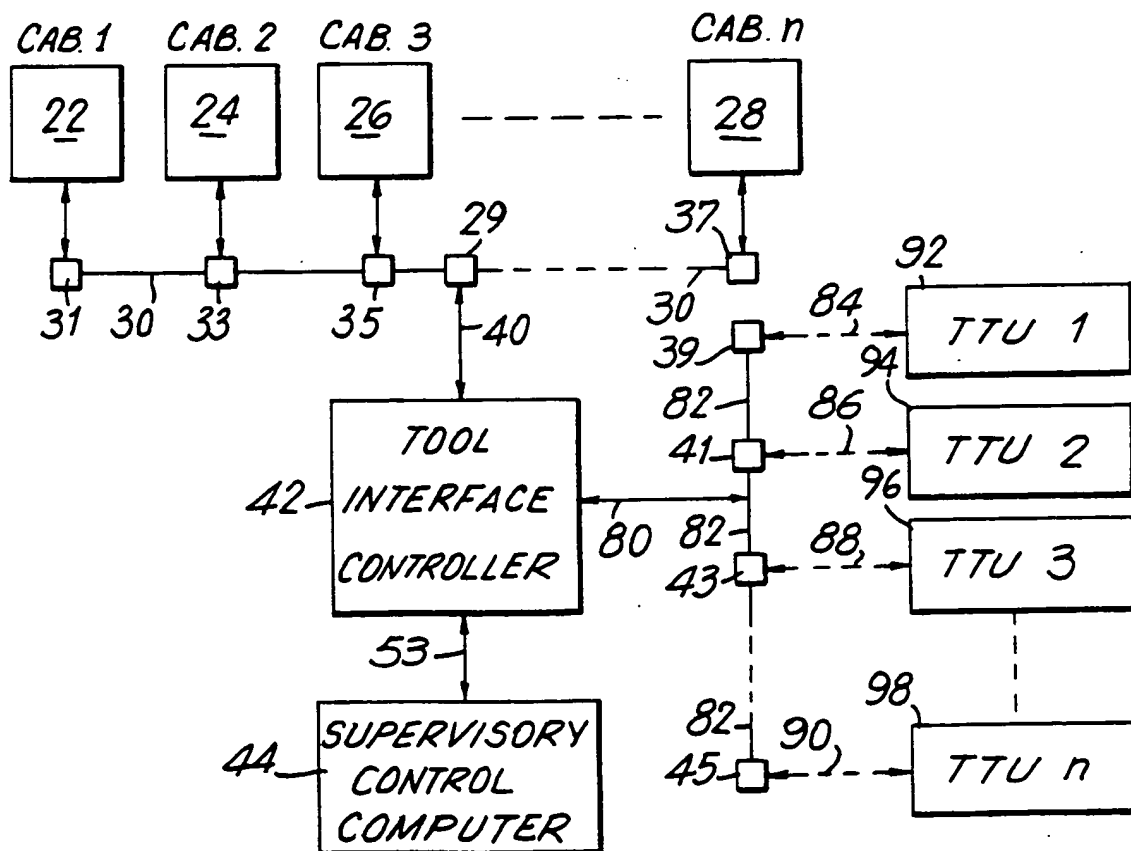 CAB. 1 CAB. 2 CAB. 3 CAB. n
22 24 26 28
29 37
31 30 33 35 30
40
92
84
TTU 1
39
94
82 86
TTU 2
41
96
TOOL
INTERFACE
CONTROLLER
42
80
82 88
TTU 3
43
53
98
82 90
TTU n
45
SUPERVISORY
CONTROL
COMPUTER
44